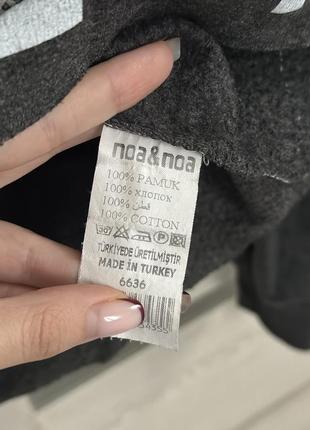 noa&noa
100% PAMUK
100% хлопок
100% قطن
100% COTTON
TÜRKİYEDE ÜRETİLMİŞTİR
MADE IN TURKEY
6636